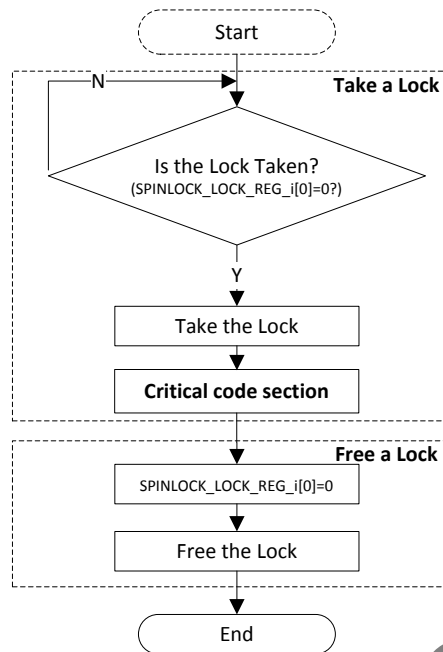 Start
N
Take a Lock
Is the Lock Taken?
(SPINLOCK_LOCK_REG_i[0]=0?)
Y
Take the Lock
Critical code section
Free a Lock
SPINLOCK_LOCK_REG_i[0]=0
Free the Lock
End